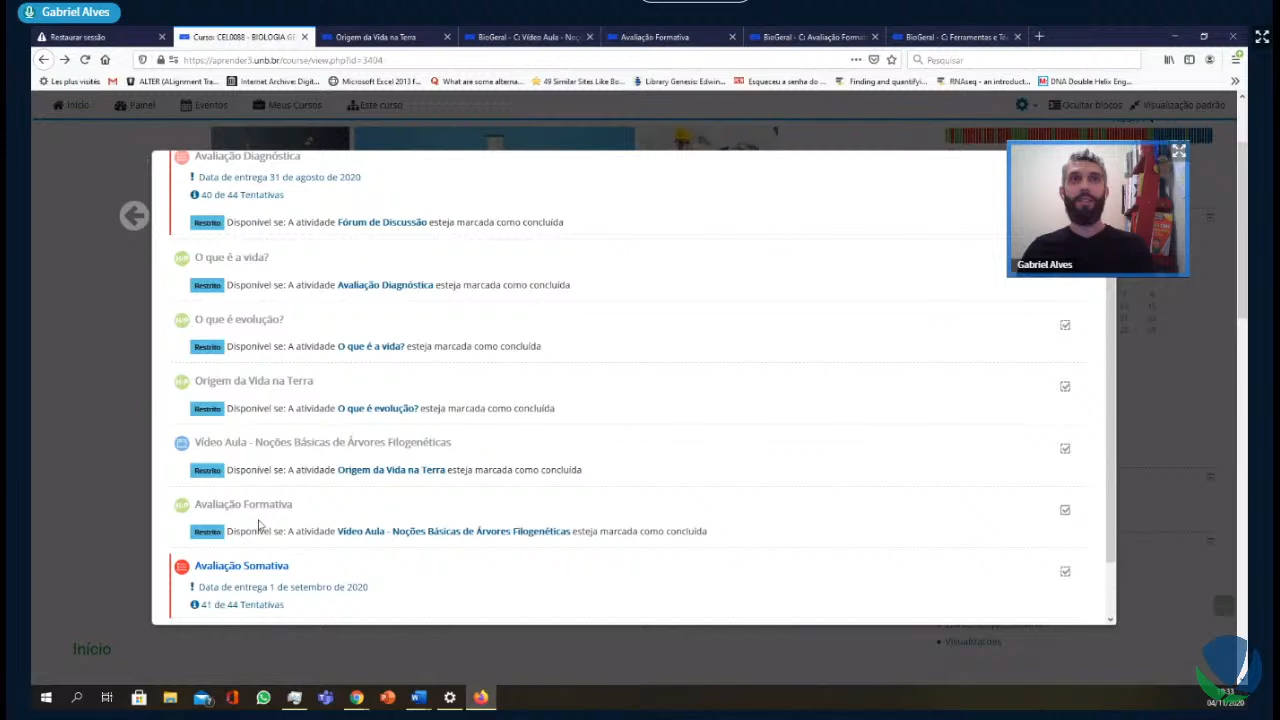 Gabriel Alves
Restaurar sessão
Curso: CEL0088 - BIOLOGIA GE
Origem da Vida na Terra
BioGeral - C: Vídeo Aula - No
Avaliação Formativa
BioGeral - C: Avaliação Format
BioGeral - C: Ferramentas e Té
https://aprender3.unb.br/course/view.php?id=3404
Pesquisar
Les plus visités
ALTER (ALignment Tra...
Internet Archive: Digit...
Microsoft Excel 2013 f...
What are some alterna...
49 Similar Sites Like Bo...
Library Genesis: Edwin...
Esqueceu a senha do ...
Finding and quantifyi...
RNAseq - an introduct...
DNA Double Helix Eng...
Início
Painel
Eventos
Meus Cursos
Este curso
Ocultar blocos
Visualização padrão
Avaliação Diagnóstica
Data de entrega 31 de agosto de 2020
40 de 44 Tentativas
Restrito Disponível se: A atividade Fórum de Discussão esteja marcada como concluída
Gabriel Alves
H-P O que é a vida?
Restrito Disponível se: A atividade Avaliação Diagnóstica esteja marcada como concluída
H-P O que é evolução?
Restrito Disponível se: A atividade O que é a vida? esteja marcada como concluída
H-P Origem da Vida na Terra
Restrito Disponível se: A atividade O que é evolução? esteja marcada como concluída
Vídeo Aula - Noções Básicas de Árvores Filogenéticas
Restrito Disponível se: A atividade Origem da Vida na Terra esteja marcada como concluída
H-P Avaliação Formativa
Restrito Disponível se: A atividade Vídeo Aula - Noções Básicas de Árvores Filogenéticas esteja marcada como concluída
Avaliação Somativa
Data de entrega 1 de setembro de 2020
41 de 44 Tentativas
Visualizações
Início
04/11/2020